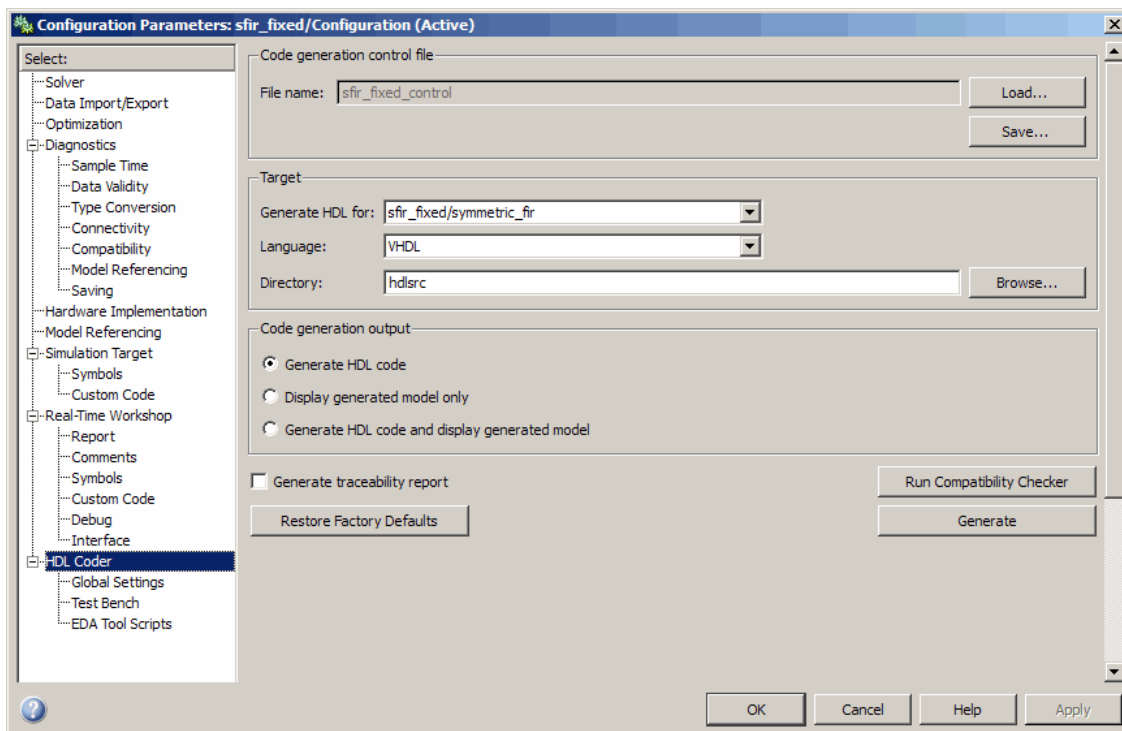 Configuration Parameters: sfir_fixed/Configuration (Active)
Select:
Solver
Data Import/Export
Optimization
Diagnostics
Sample Time
Data Validity
Type Conversion
Connectivity
Compatibility
Model Referencing
Saving
Hardware Implementation
Model Referencing
Simulation Target
Symbols
Custom Code
Real-Time Workshop
Report
Comments
Symbols
Custom Code
Debug
Interface
HDL Coder
Global Settings
Test Bench
EDA Tool Scripts
Code generation control file
File name: sfir_fixed_control Load...
Save...
Target
Generate HDL for: sfir_fixed/symmetric_fir
Language: VHDL
Directory: hdlsrc Browse...
Code generation output
Generate HDL code
Display generated model only
Generate HDL code and display generated model
Generate traceability report Run Compatibility Checker
Restore Factory Defaults Generate
OK Cancel Help Apply